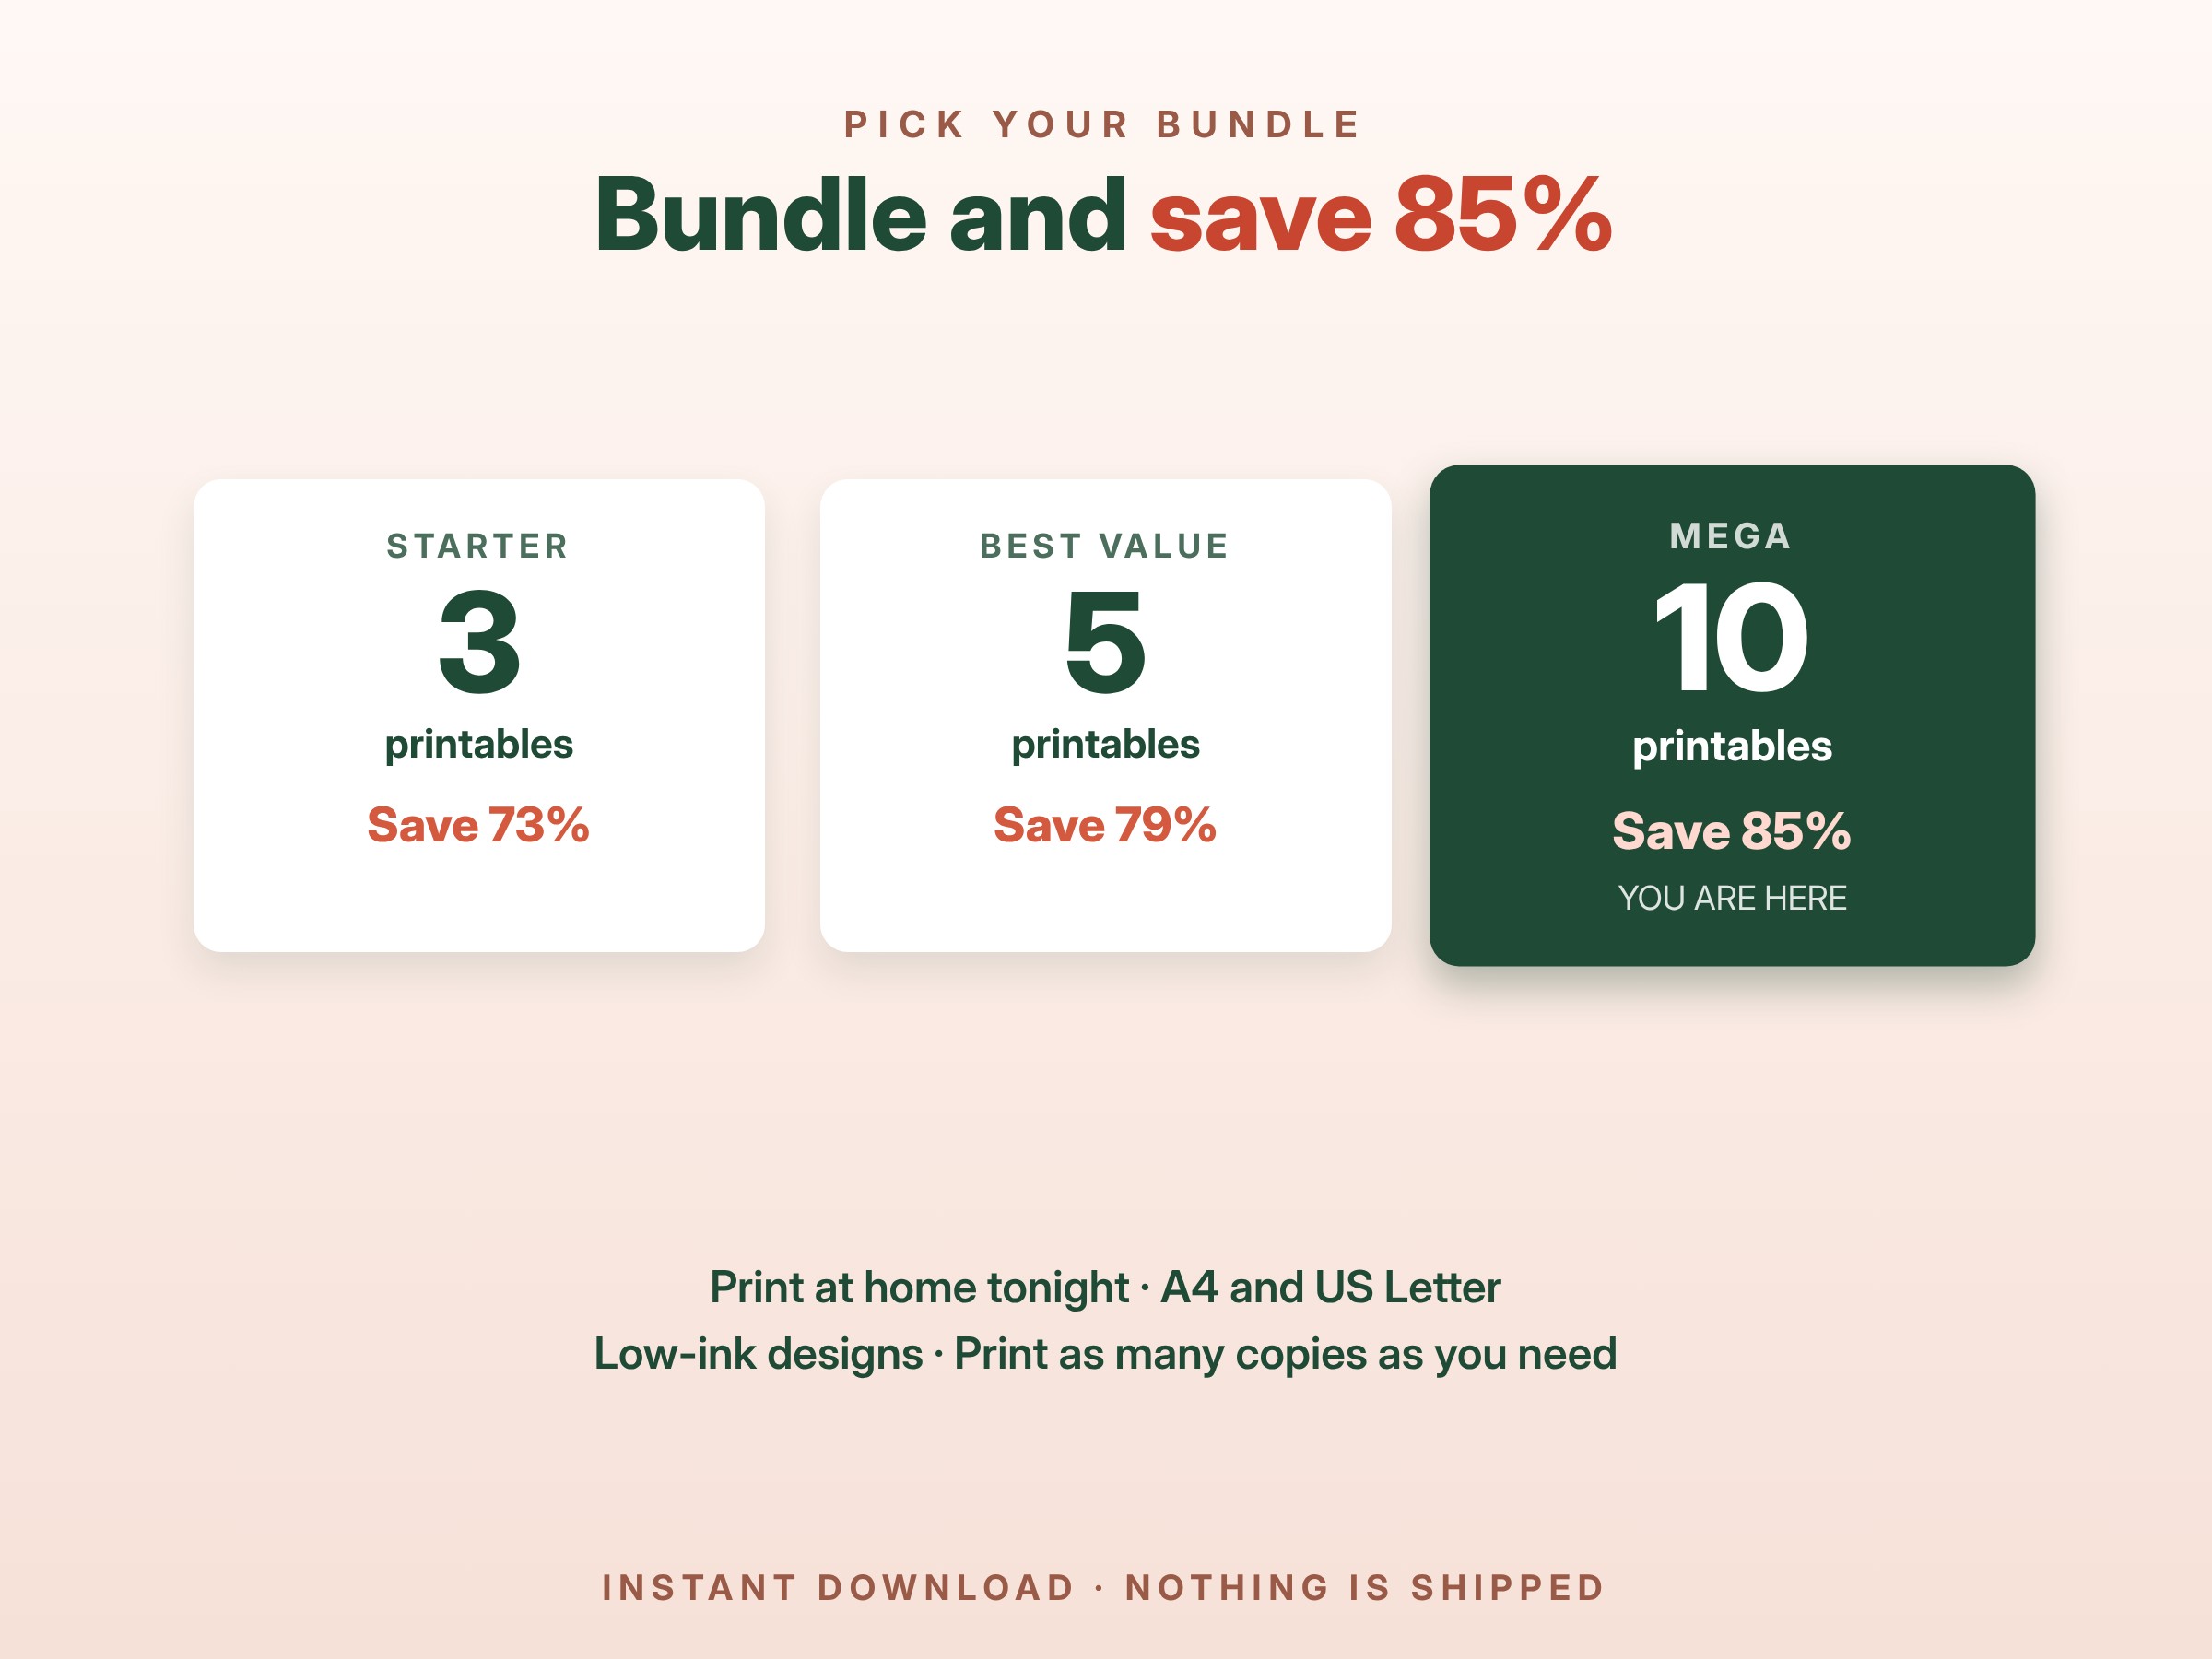 PICK YOUR BUNDLE
Bundle and save 85%
STARTER
3
printables
Save 73%
BEST VALUE
5
printables
Save 79%
MEGA
10
printables
Save 85%
YOU ARE HERE
Print at home tonight · A4 and US Letter
Low-ink designs · Print as many copies as you need
INSTANT DOWNLOAD · NOTHING IS SHIPPED